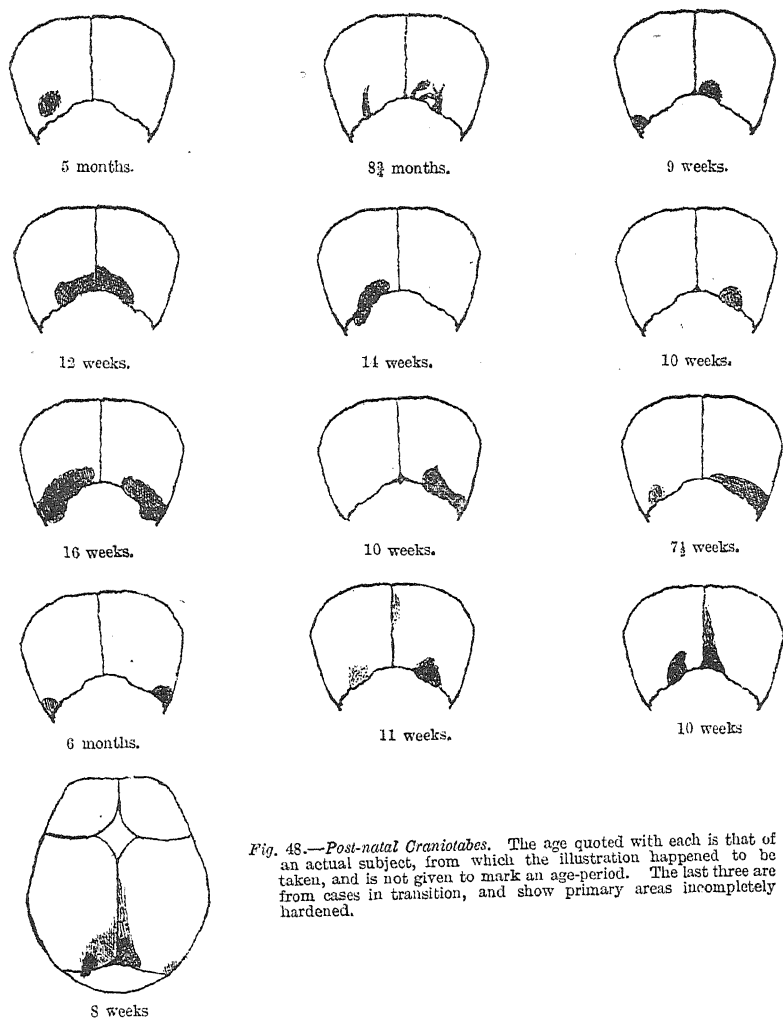 5 months.
8¾ months.
9 weeks.
12 weeks.
14 weeks.
10 weeks.
16 weeks.
10 weeks.
7½ weeks.
6 months.
11 weeks.
10 weeks
8 weeks
Fig. 48.—Post-natal Craniotabes. The age quoted with each is that of
an actual subject, from which the illustration happened to be
taken, and is not given to mark an age-period. The last three are
from cases in transition, and show primary areas incompletely
hardened.